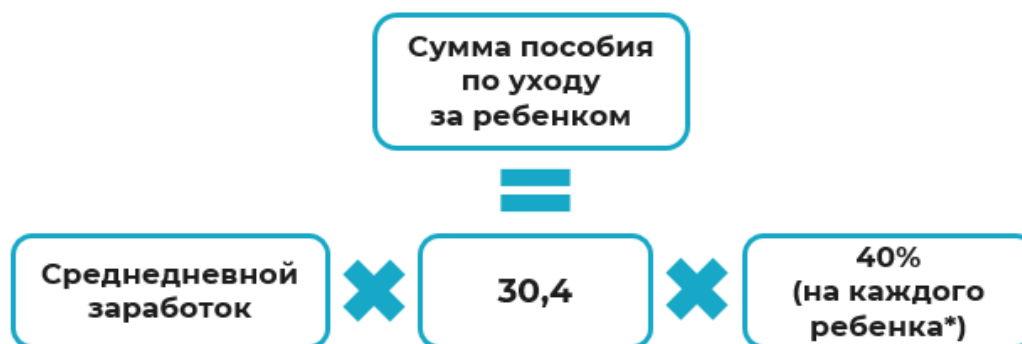 Сумма пособия
по уходу
за ребенком
Среднедневной
заработок
30,4
40%
(на каждого
ребенка*)